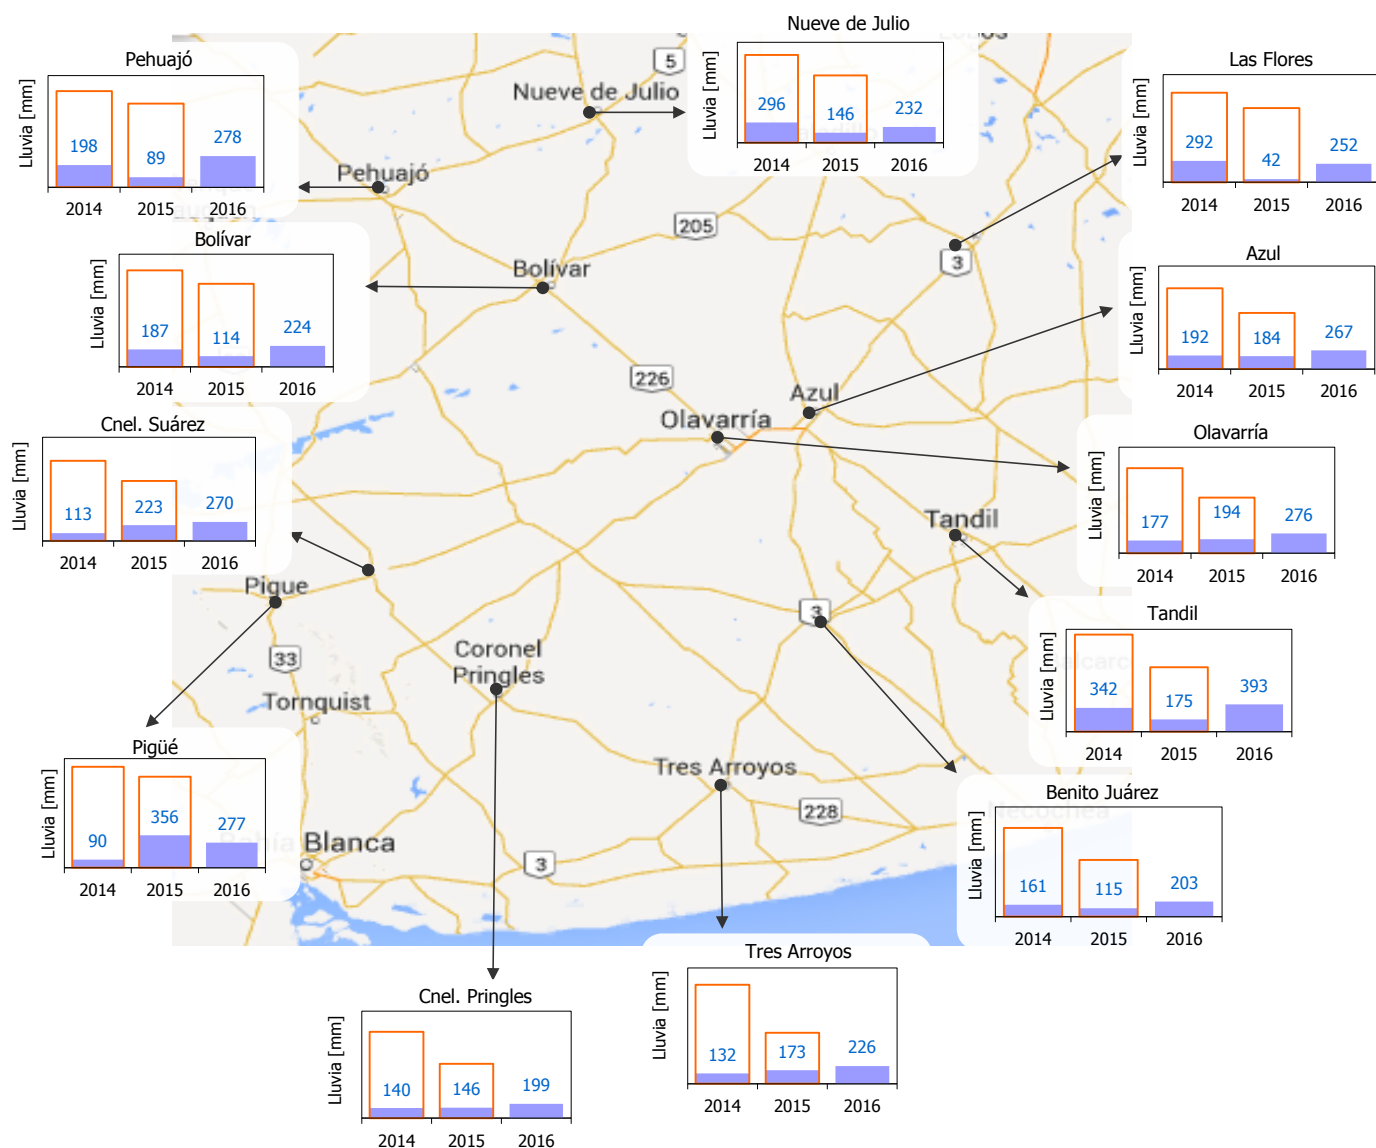 Nueve de Julio
Lluvia [mm]
296
146
232
2014
2015
2016
Pehuajó
Lluvia [mm]
198
89
278
2014
2015
2016
Las Flores
Lluvia [mm]
292
42
252
2014
2015
2016
5
Nueve de Julio
Pehuajó
205
Bolívar
3
Bolívar
Lluvia [mm]
187
114
224
2014
2015
2016
Azul
Lluvia [mm]
192
184
267
2014
2015
2016
226
Azul
Olavarría
Cnel. Suárez
Lluvia [mm]
113
223
270
2014
2015
2016
Olavarría
Lluvia [mm]
177
194
276
2014
2015
2016
Tandil
Pigue
3
33
Coronel
Pringles
Tornquist
Tandil
Lluvia [mm]
342
175
393
2014
2015
2016
Pigüé
Lluvia [mm]
90
356
277
2014
2015
2016
Tres Arroyos
228
Bahía Blanca
3
Necochea
Benito Juárez
Lluvia [mm]
161
115
203
2014
2015
2016
Tres Arroyos
Lluvia [mm]
132
173
226
2014
2015
2016
Cnel. Pringles
Lluvia [mm]
140
146
199
2014
2015
2016